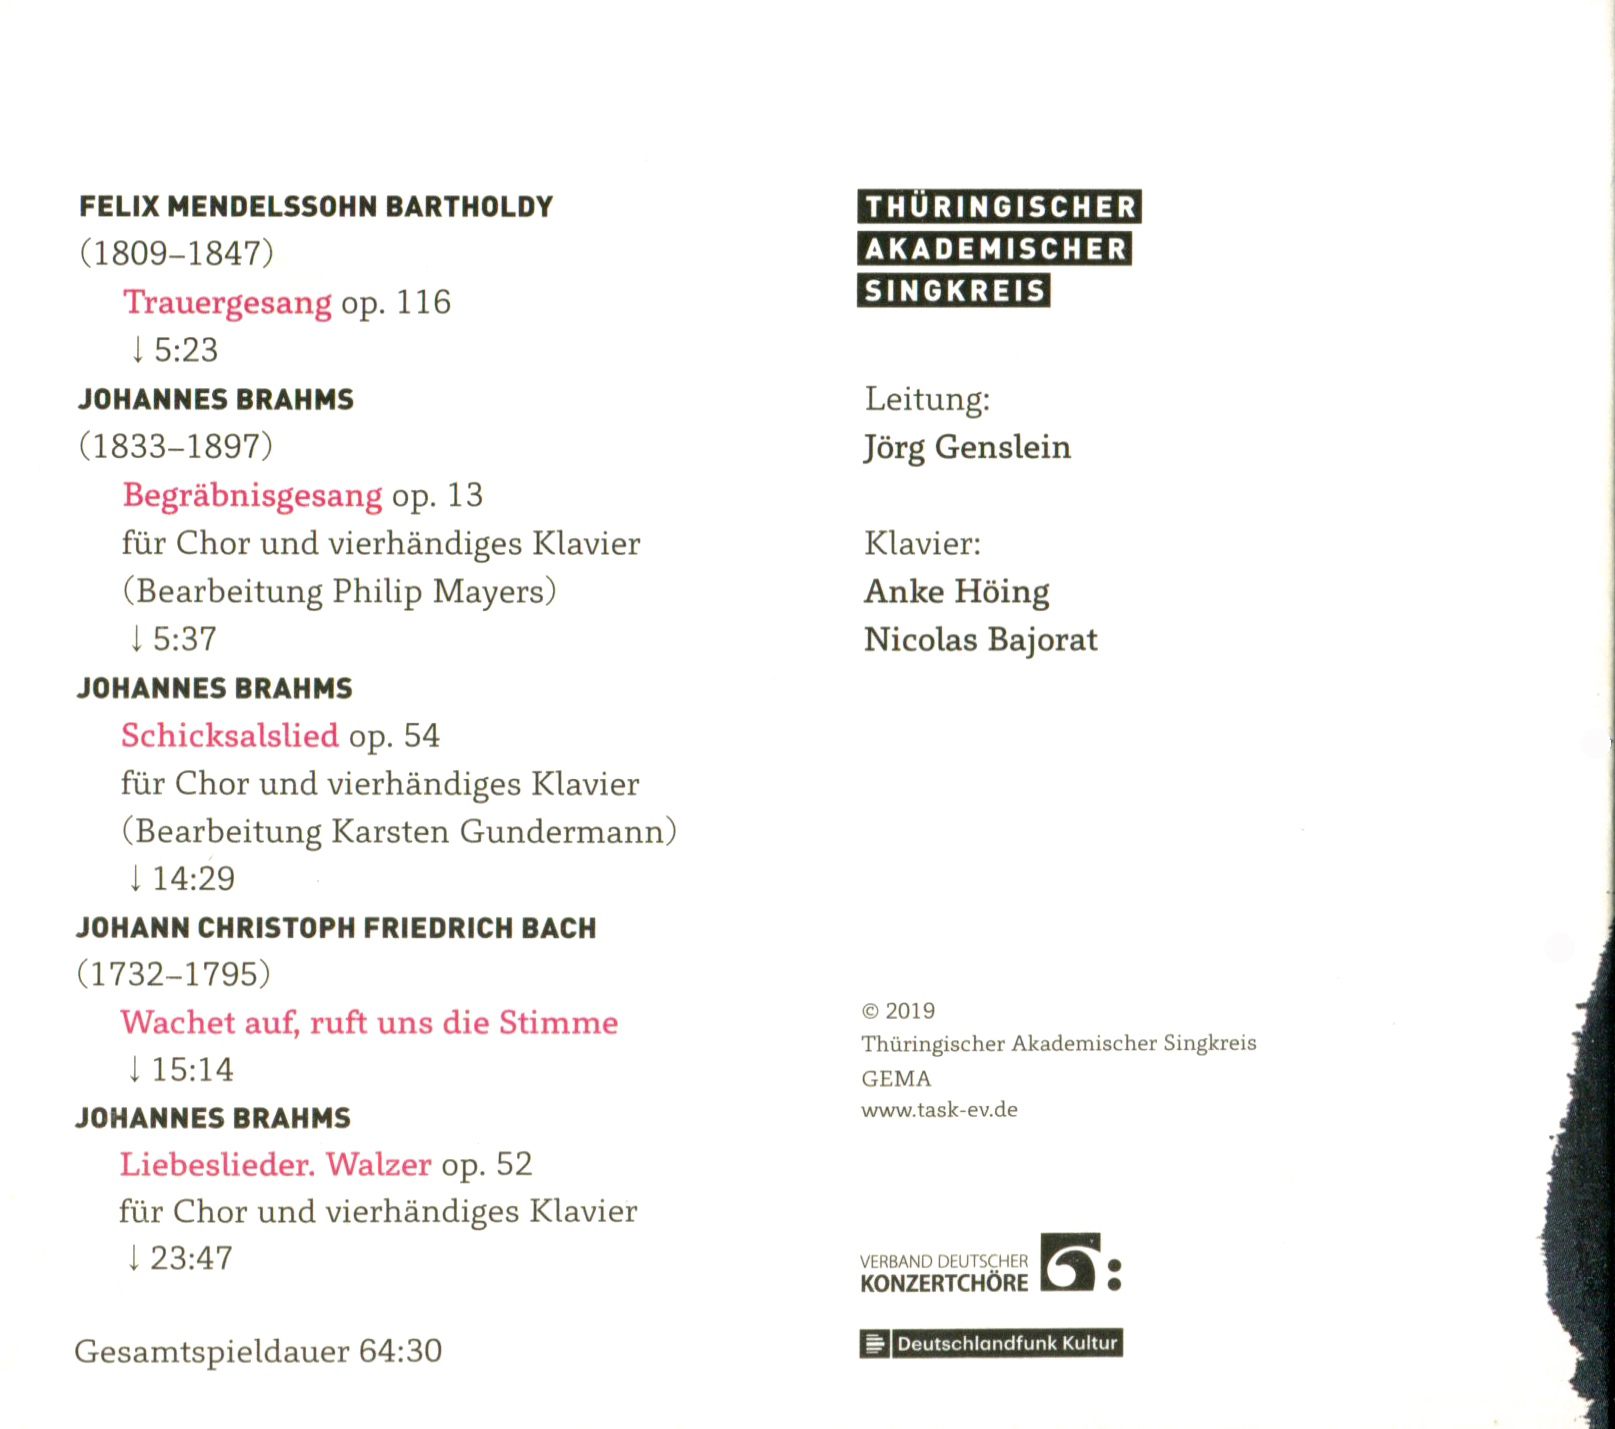 FELIX MENDELSSOHN BARTHOLDY
(1809–1847)
Trauergesang op. 116
↓ 5:23
JOHANNES BRAHMS
(1833–1897)
Begräbnisgesang op. 13
für Chor und vierhändiges Klavier
(Bearbeitung Philip Mayers)
↓ 5:37
JOHANNES BRAHMS
Schicksalslied op. 54
für Chor und vierhändiges Klavier
(Bearbeitung Karsten Gundermann)
↓ 14:29
JOHANN CHRISTOPH FRIEDRICH BACH
(1732–1795)
Wachet auf, ruft uns die Stimme
↓ 15:14
JOHANNES BRAHMS
Liebeslieder. Walzer op. 52
für Chor und vierhändiges Klavier
↓ 23:47
Gesamtspieldauer 64:30
THÜRINGISCHER
AKADEMISCHER
SINGKREIS
Leitung:
Jörg Genslein
Klavier:
Anke Höing
Nicolas Bajorat
© 2019
Thüringischer Akademischer Singkreis
GEMA
www.task-ev.de
VERBAND DEUTSCHER
KONZERTCHÖRE
Deutschlandfunk Kultur